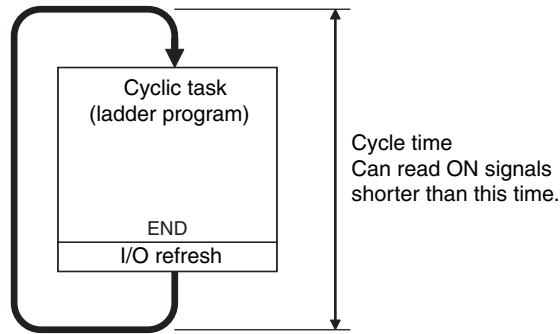 Cyclic task
(ladder program)
END
I/O refresh
Cycle time
Can read ON signals
shorter than this time.